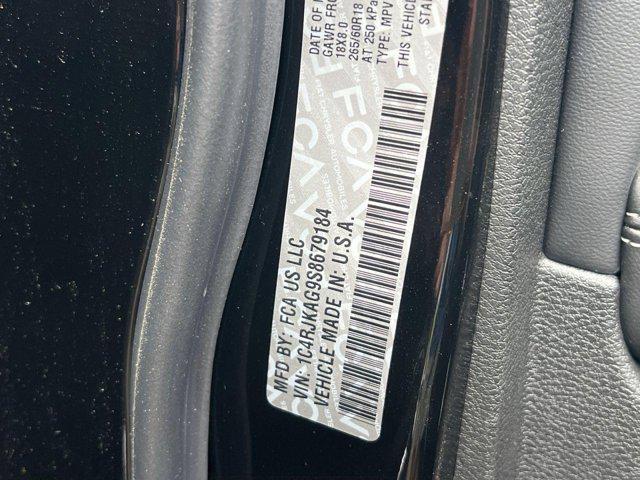 MFD BY: FCA US LLC
DATE OF
GAWR FR
18X8.0
265/60R18
AT 250 kPa
VIN: 1C4RJKAG9S8679184
TYPE: MPV
VEHICLE MADE IN: U.S.A.
THIS VEHICLE
STA